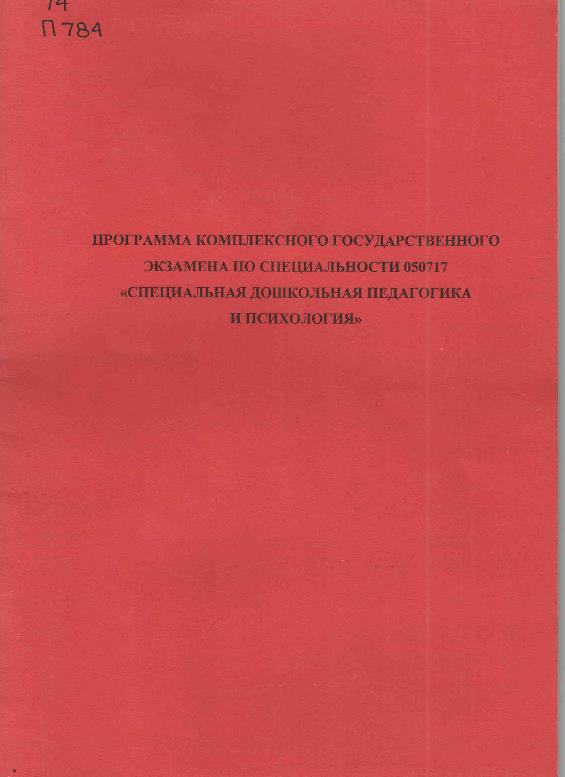 74
П 784
ПРОГРАММА КОМПЛЕКСНОГО ГОСУДАРСТВЕННОГО
ЭКЗАМЕНА ПО СПЕЦИАЛЬНОСТИ 050717
«СПЕЦИАЛЬНАЯ ДОШКОЛЬНАЯ ПЕДАГОГИКА
И ПСИХОЛОГИЯ»